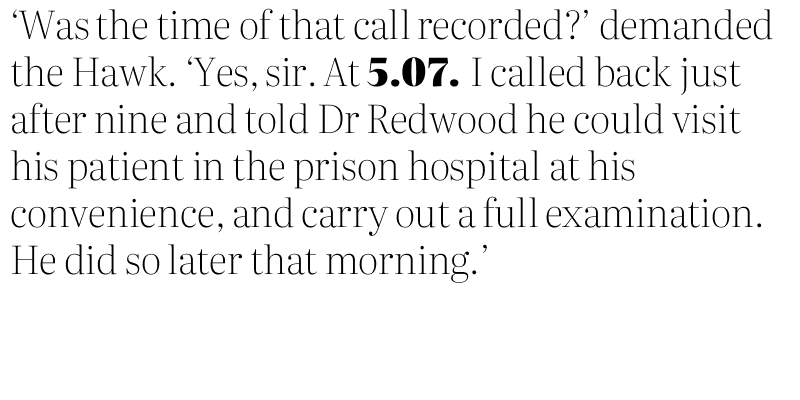 ‘Was the time of that call recorded?’ demanded
the Hawk. ‘Yes, sir. At 5.07. I called back just
after nine and told Dr Redwood he could visit
his patient in the prison hospital at his
convenience, and carry out a full examination.
He did so later that morning.’